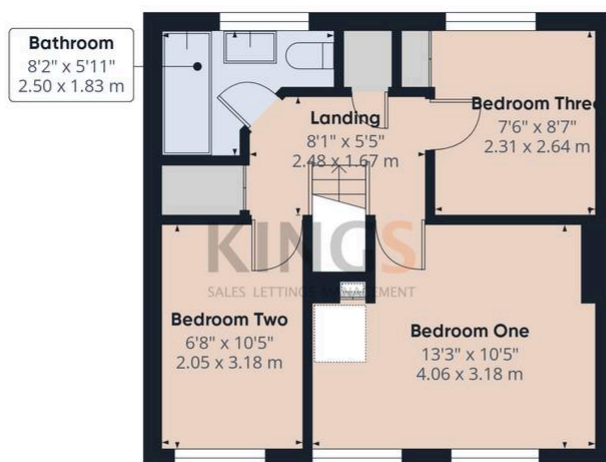 Bathroom
8'2" x 5'11"
2.50 x 1.83 m
Landing
8'1" x 5'5"
2.48 x 1.67 m
Bedroom Three
7'6" x 8'7"
2.31 x 2.64 m
KINGS
SALES LETTINGS MANAGEMENT
Bedroom Two
6'8" x 10'5"
2.05 x 3.18 m
Bedroom One
13'3" x 10'5"
4.06 x 3.18 m